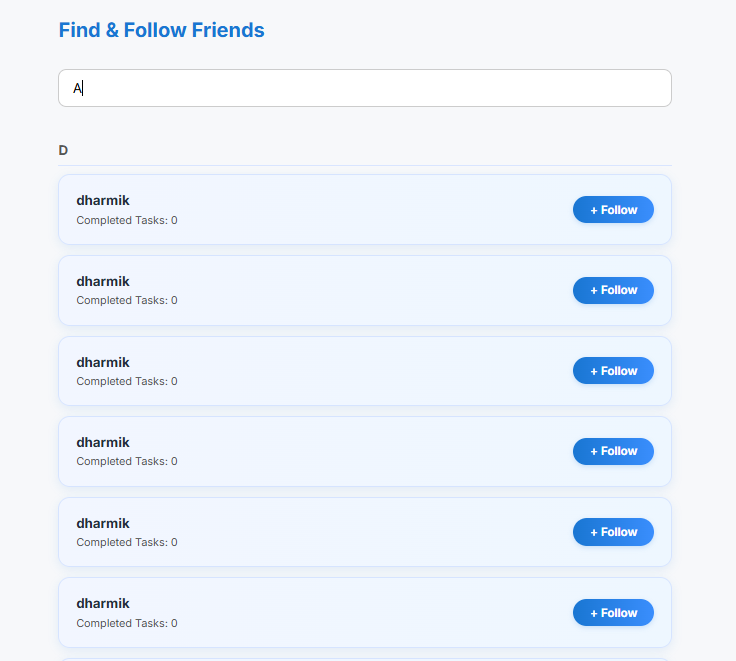 Find & Follow Friends
A
D
dharmik
Completed Tasks: 0
+ Follow
dharmik
Completed Tasks: 0
+ Follow
dharmik
Completed Tasks: 0
+ Follow
dharmik
Completed Tasks: 0
+ Follow
dharmik
Completed Tasks: 0
+ Follow
dharmik
Completed Tasks: 0
+ Follow